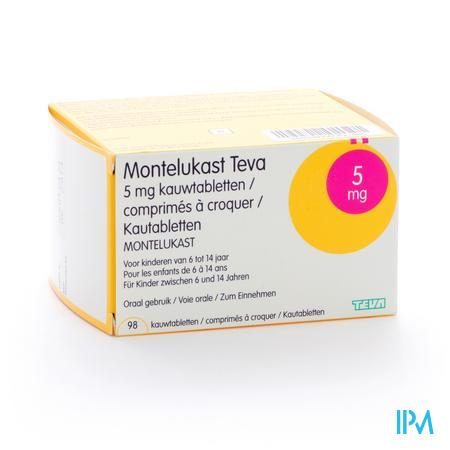 Montelukast Teva
5 mg kauwtabletten /
comprimés à croquer /
Kautabletten
MONTELUKAST
Voor kinderen van 6 tot 14 jaar
Pour les enfants de 6 à 14 ans
Für Kinder zwischen 6 und 14 Jahren
Oraal gebruik / Voie orale / Zum Einnehmen
98 kauwtabletten / comprimés à croquer / Kautabletten
5
mg
TEVA
IPM